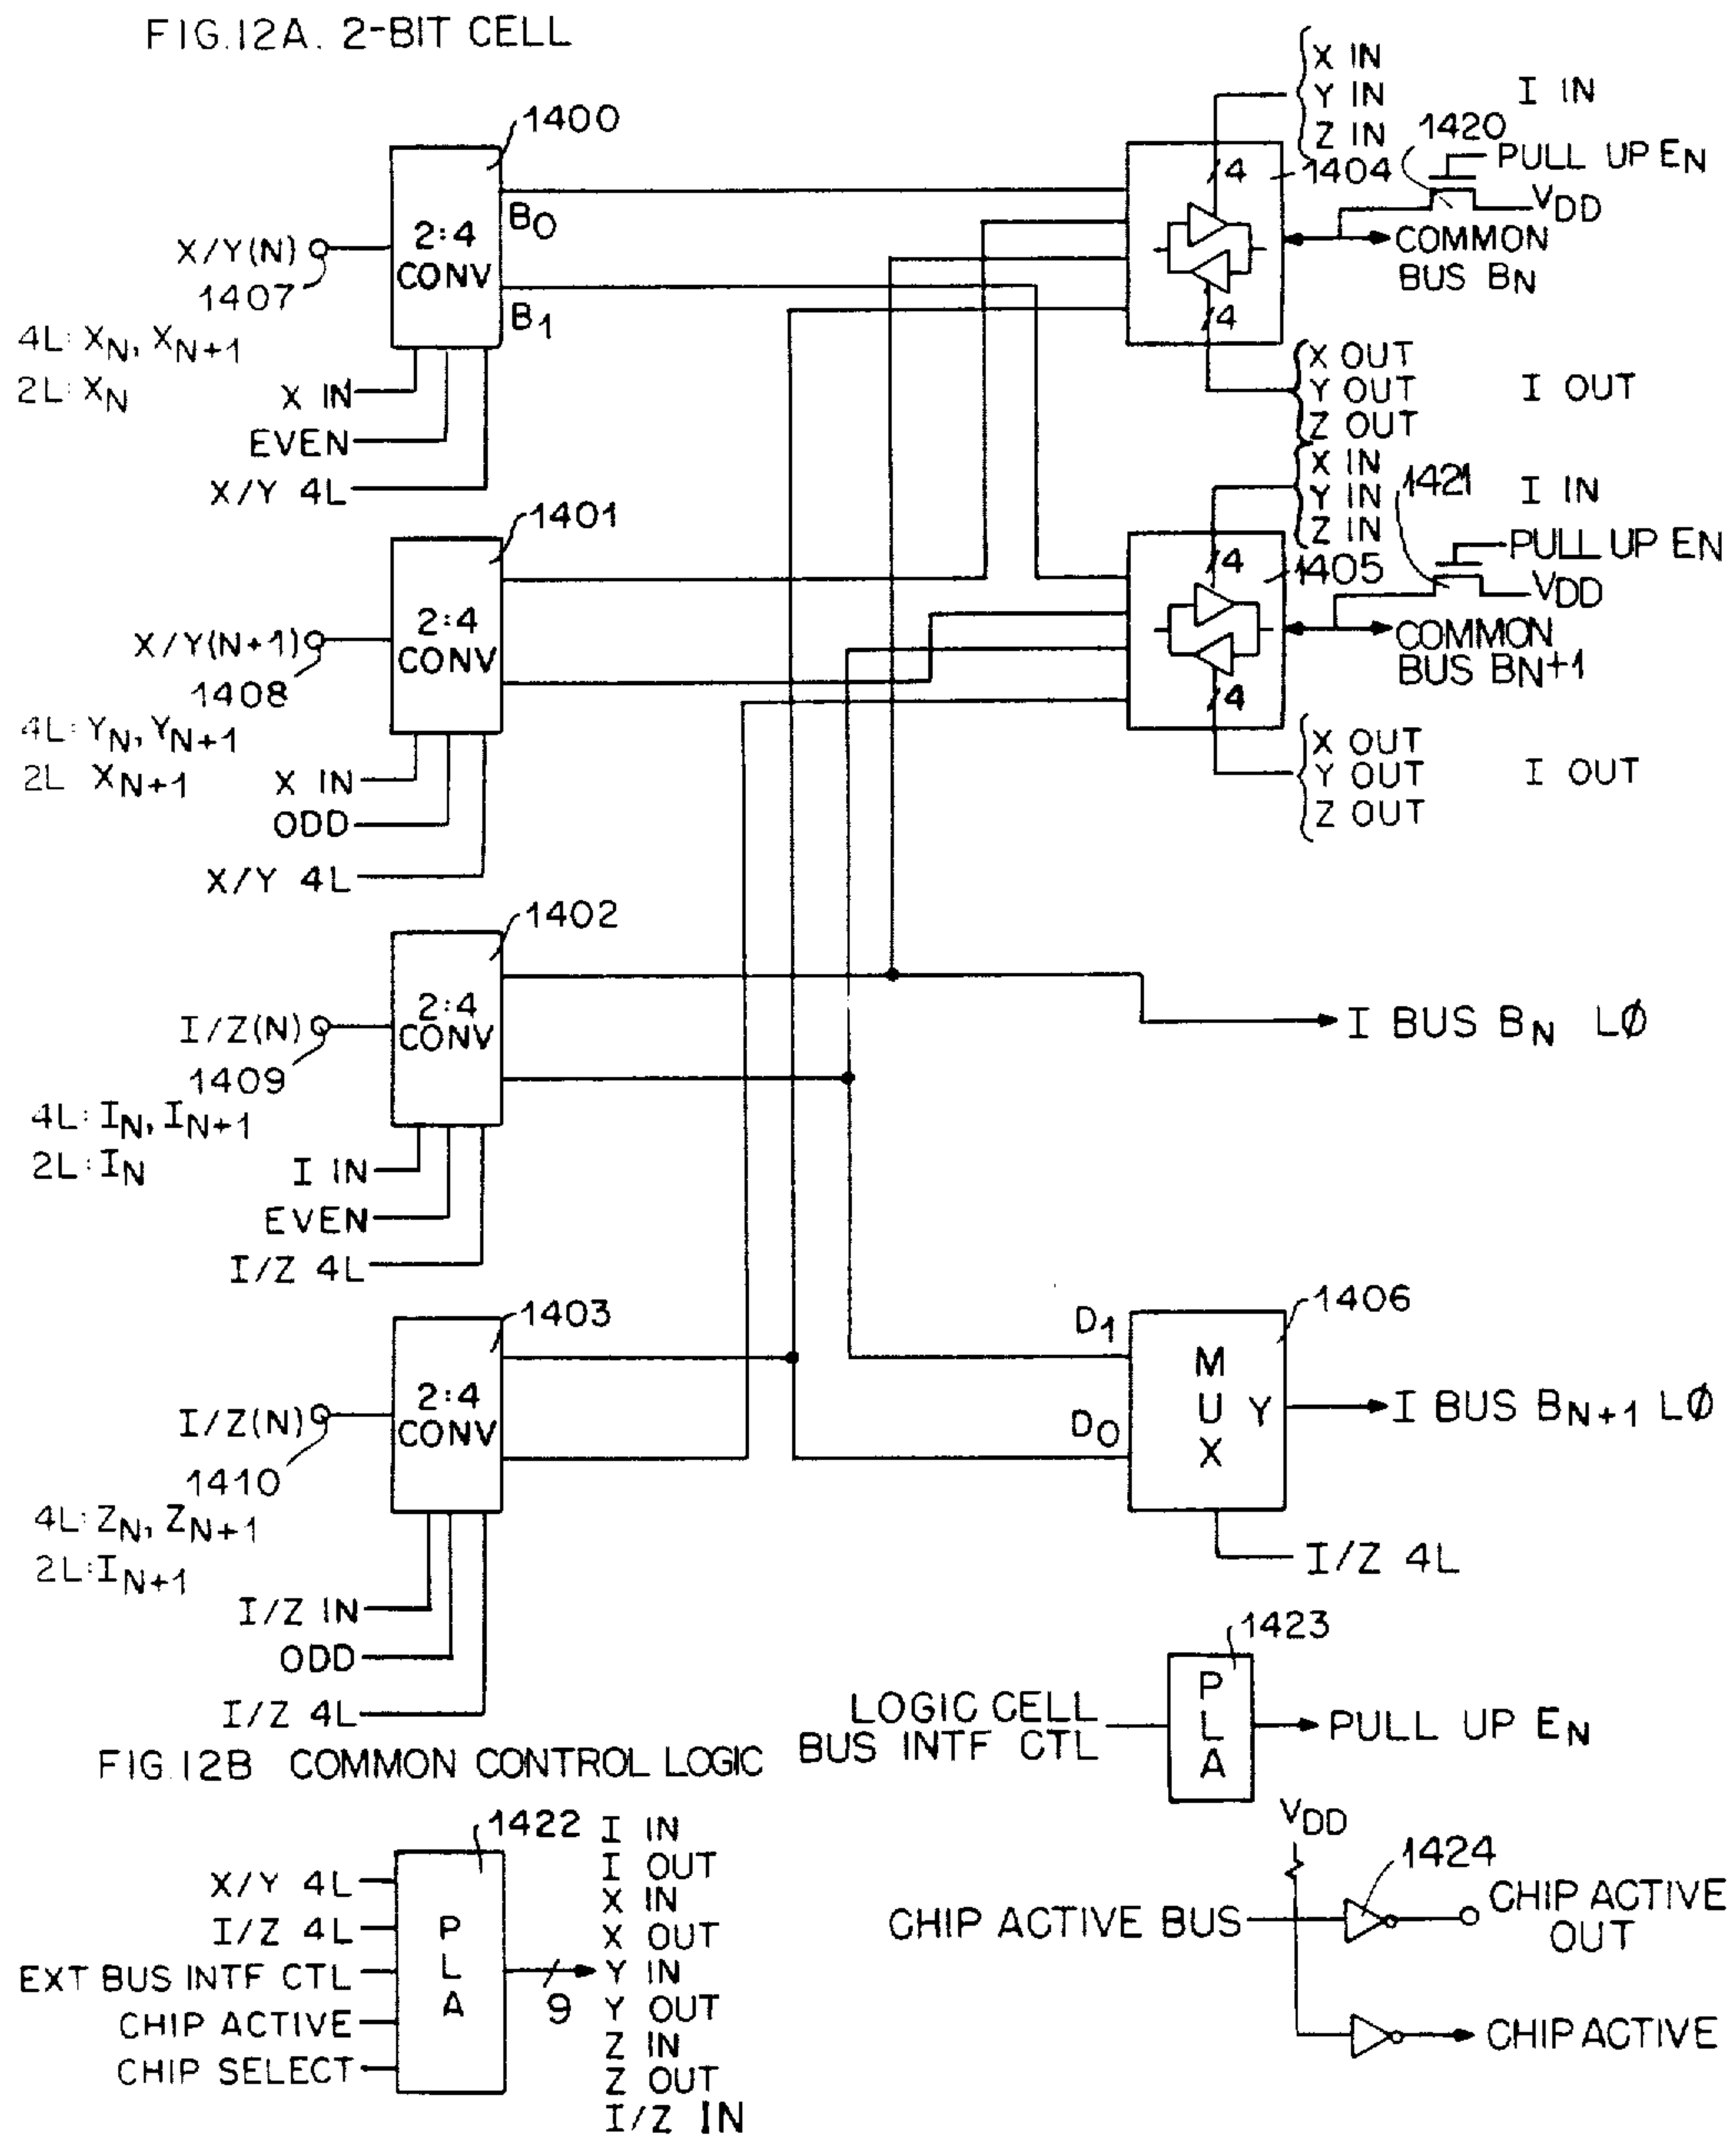 FIG.12A. 2-BIT CELL
1400
2:4
CONV
B0
B1
X/Y(N)
1407
4L: XN, XN+1
2L: XN
X IN
EVEN
X/Y 4L
X IN
Y IN
Z IN
I IN
1420
PULL UP EN
4
1404
VDD
COMMON
BUS BN
4
X OUT
Y OUT
Z OUT
I OUT
1401
2:4
CONV
X/Y(N+1)
1408
4L: YN, YN+1
2L XN+1
X IN
ODD
X/Y 4L
X IN
Y IN
Z IN
I IN
1421
PULL UP EN
4
1405
VDD
COMMON
BUS BN+1
4
X OUT
Y OUT
Z OUT
I OUT
1402
2:4
CONV
I/Z(N)
1409
4L: IN, IN+1
2L: IN
I IN
EVEN
I/Z 4L
I BUS BN LØ
1403
2:4
CONV
I/Z(N)
1410
4L: ZN, ZN+1
2L: IN+1
I/Z IN
ODD
I/Z 4L
1406
D1
D0
M
U
X
Y
I BUS BN+1 LØ
I/Z 4L
1423
LOGIC CELL
BUS INTF CTL
P
L
A
PULL UP EN
FIG.12B COMMON CONTROL LOGIC
1422
X/Y 4L
I/Z 4L
EXT BUS INTF CTL
CHIP ACTIVE
CHIP SELECT
P
L
A
9
I IN
I OUT
X IN
X OUT
Y IN
Y OUT
Z IN
Z OUT
I/Z IN
VDD
1424
CHIP ACTIVE BUS
CHIP ACTIVE
OUT
CHIP ACTIVE